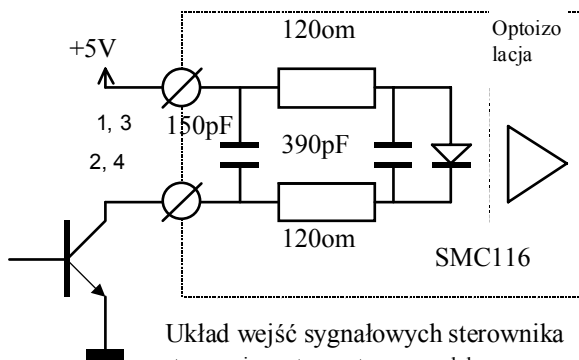 120om
Optoizo
lacja
+5V
1, 3
150pF
2, 4
390pF
120om
SMC116
Układ wejść sygnałowych sterownika